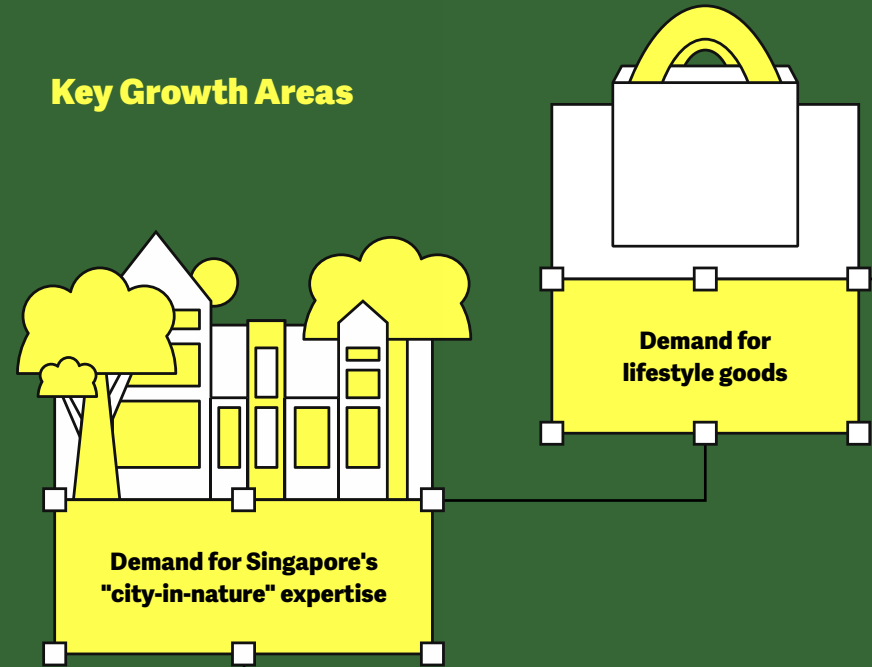 Key Growth Areas
Demand for
lifestyle goods
Demand for Singapore's
"city-in-nature" expertise